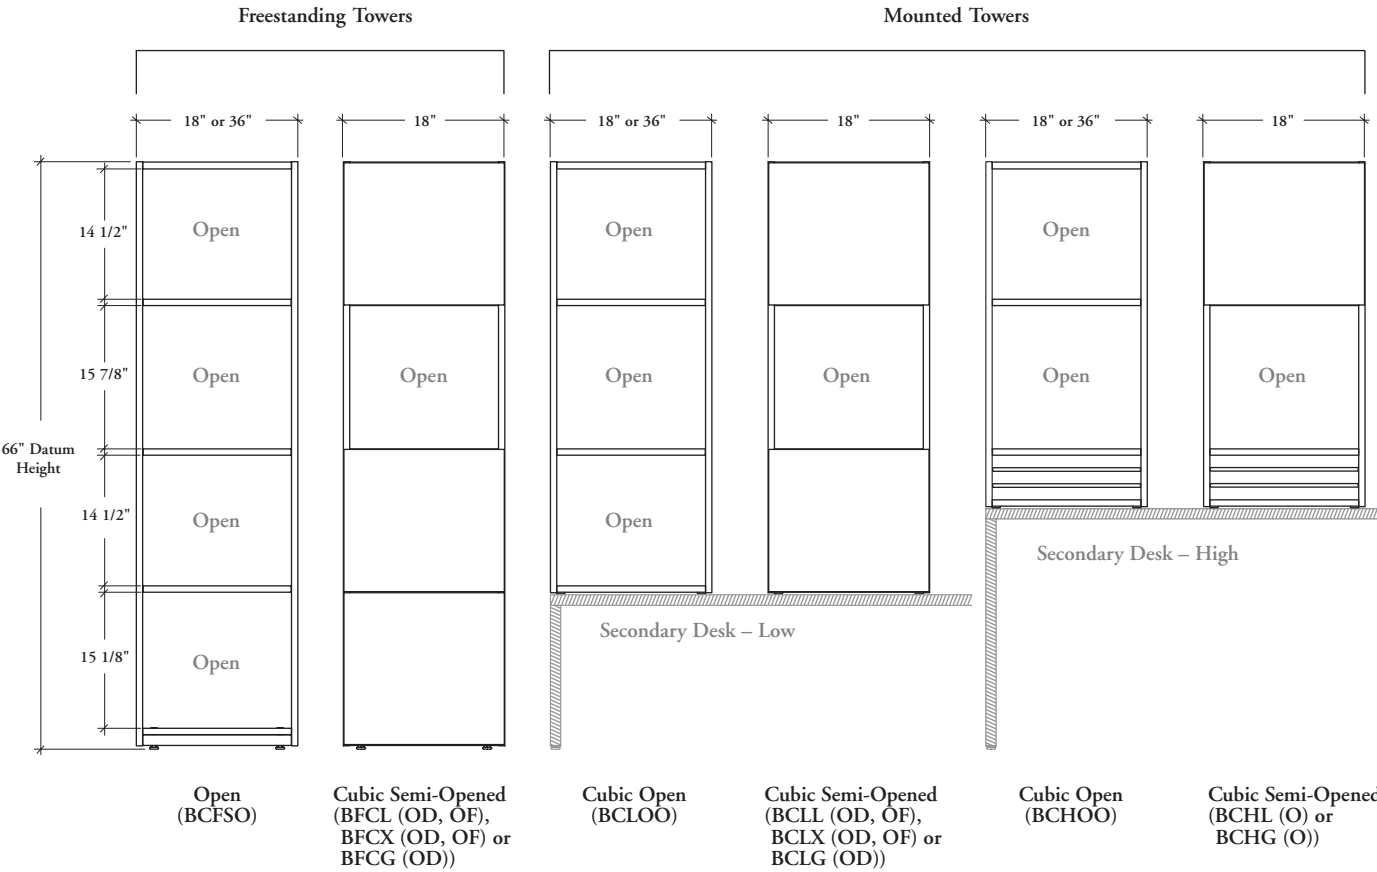 Freestanding Towers
Mounted Towers
18" or 36"
18"
18" or 36"
18"
18" or 36"
18"
14 1/2"
15 7/8"
14 1/2"
15 1/8"
66" Datum
Height
Open
Open
Open
Open
Open
Open
Open
Open
Open
Open
Open
Open
Secondary Desk – Low
Secondary Desk – High
Open
(BCFSO)
Cubic Semi-Opened
(BFCL (OD, OF),
BFCX (OD, OF) or
BFCG (OD))
Cubic Open
(BCLOO)
Cubic Semi-Opened
(BCLL (OD, OF),
BCLX (OD, OF) or
BCLG (OD))
Cubic Open
(BCHOO)
Cubic Semi-Opened
(BCHL (O) or
BCHG (O))